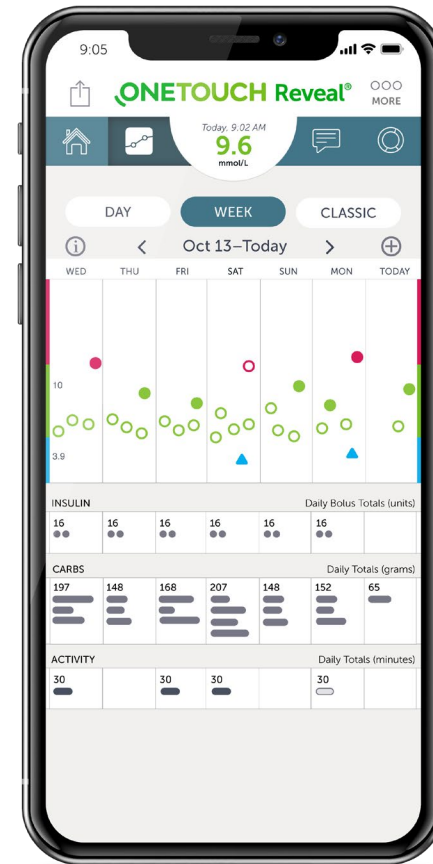 9:05
ONETOUCH Reveal®
MORE
Today, 9.02 AM
9.6
mmol/L
DAY WEEK CLASSIC
Oct 13–Today
WED THU FRI SAT SUN MON TODAY
10
3.9
INSULIN Daily Bolus Totals (units)
16 16 16 16 16 16
CARBS Daily Totals (grams)
197 148 168 207 148 152 65
ACTIVITY Daily Totals (minutes)
30 30 30 30